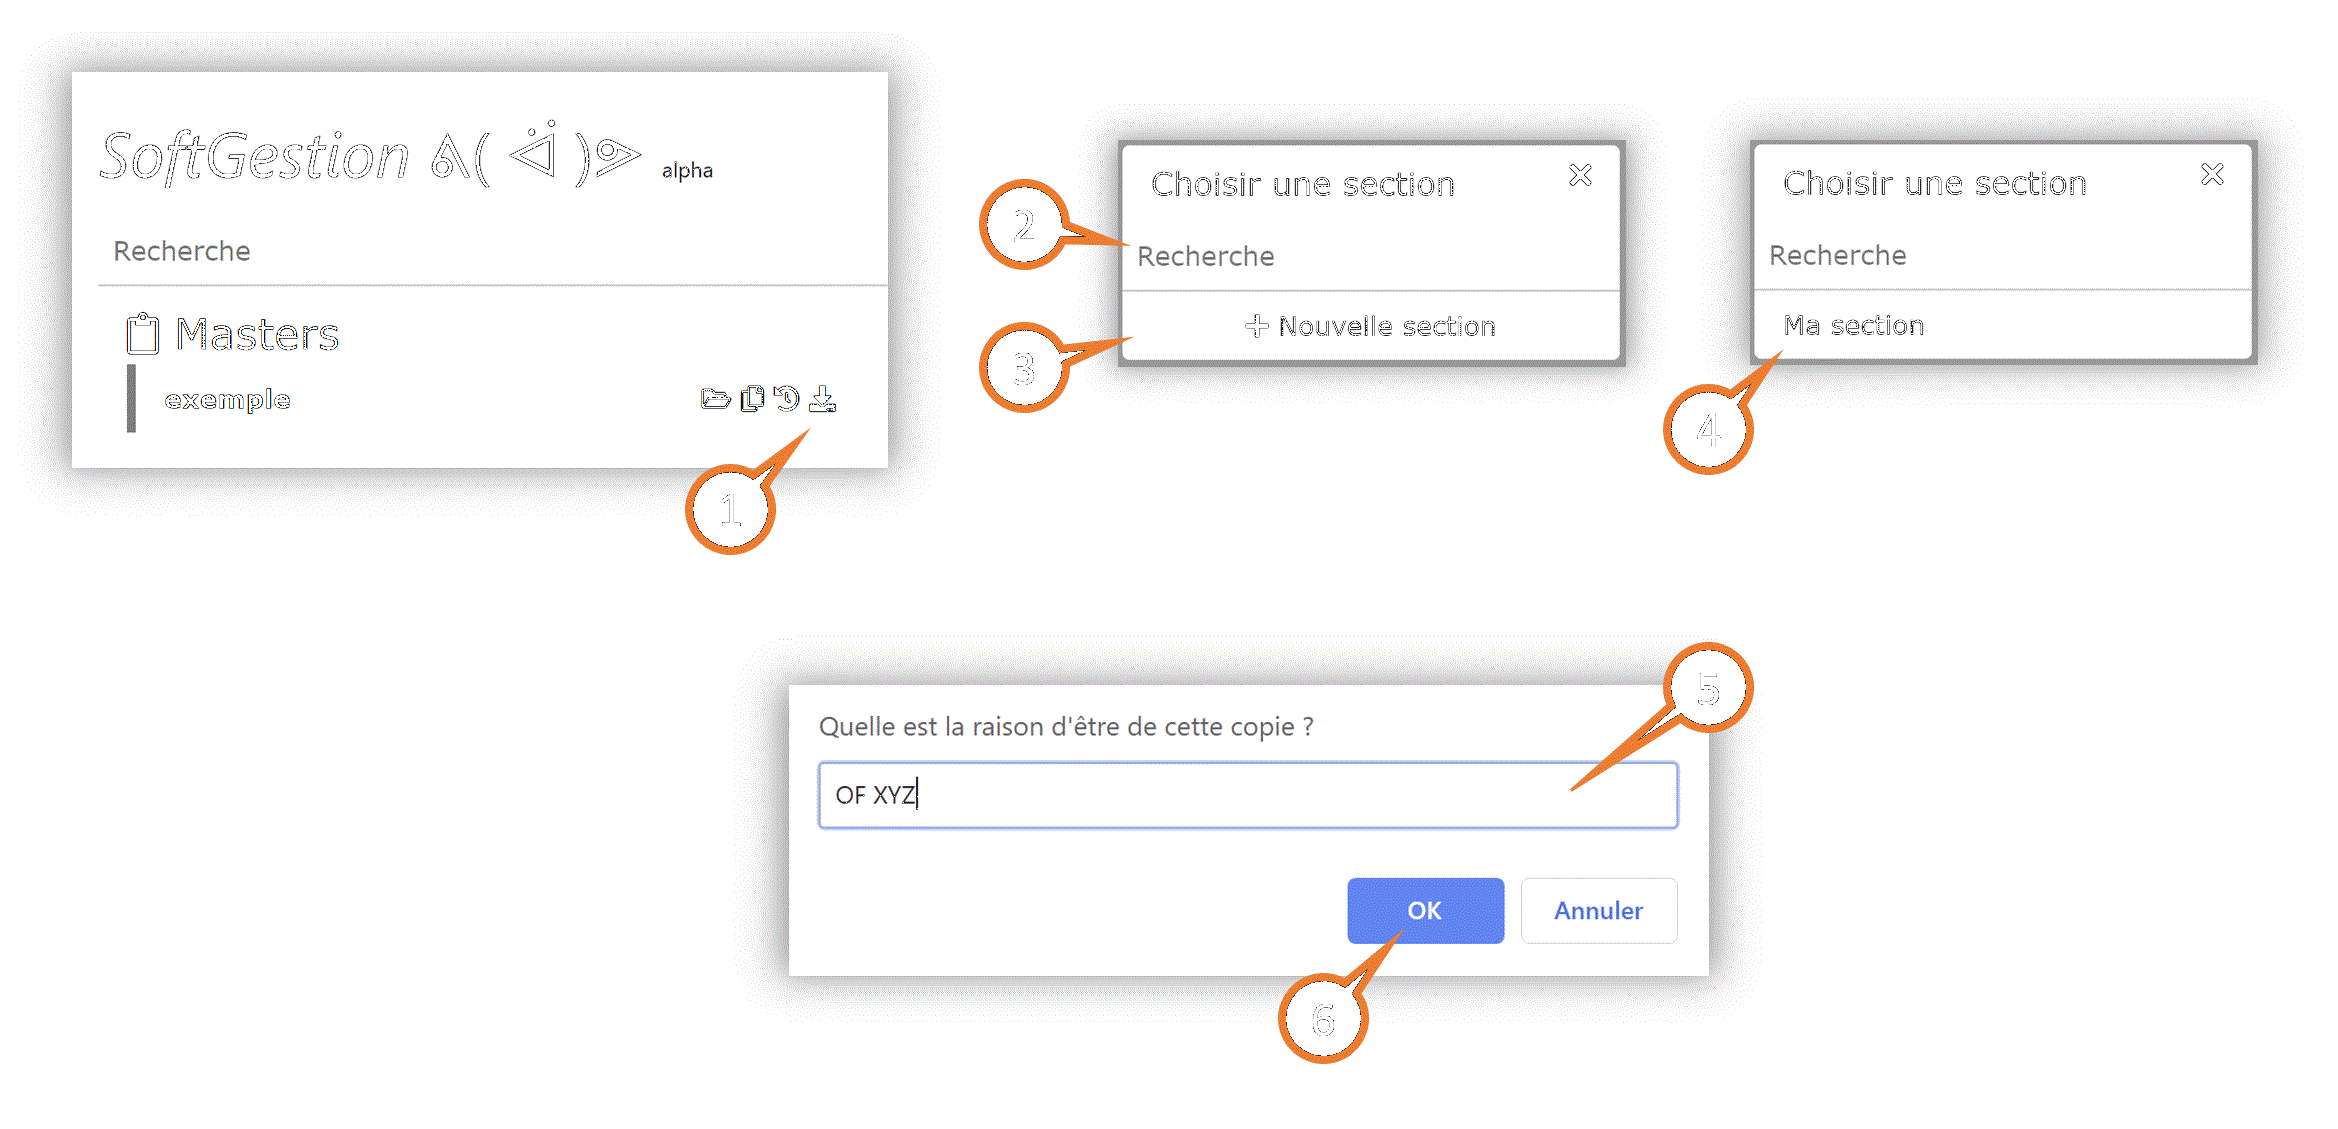 SoftGestion ᕕ( ᐛ )ᕗ alpha
Recherche
Masters
exemple
1
Choisir une section
Recherche
Nouvelle section
2
3
Choisir une section
Recherche
Ma section
4
Quelle est la raison d'être de cette copie ?
OF XYZ
OK Annuler
5
6